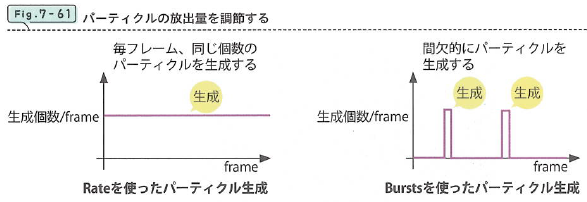 Fig.7-61 パーティクルの放出量を調節する
毎フレーム、同じ個数の
パーティクルを生成する
生成
生成個数/frame
frame
Rateを使ったパーティクル生成
間欠的にパーティクルを
生成する
生成 生成
生成個数/frame
frame
Burstsを使ったパーティクル生成